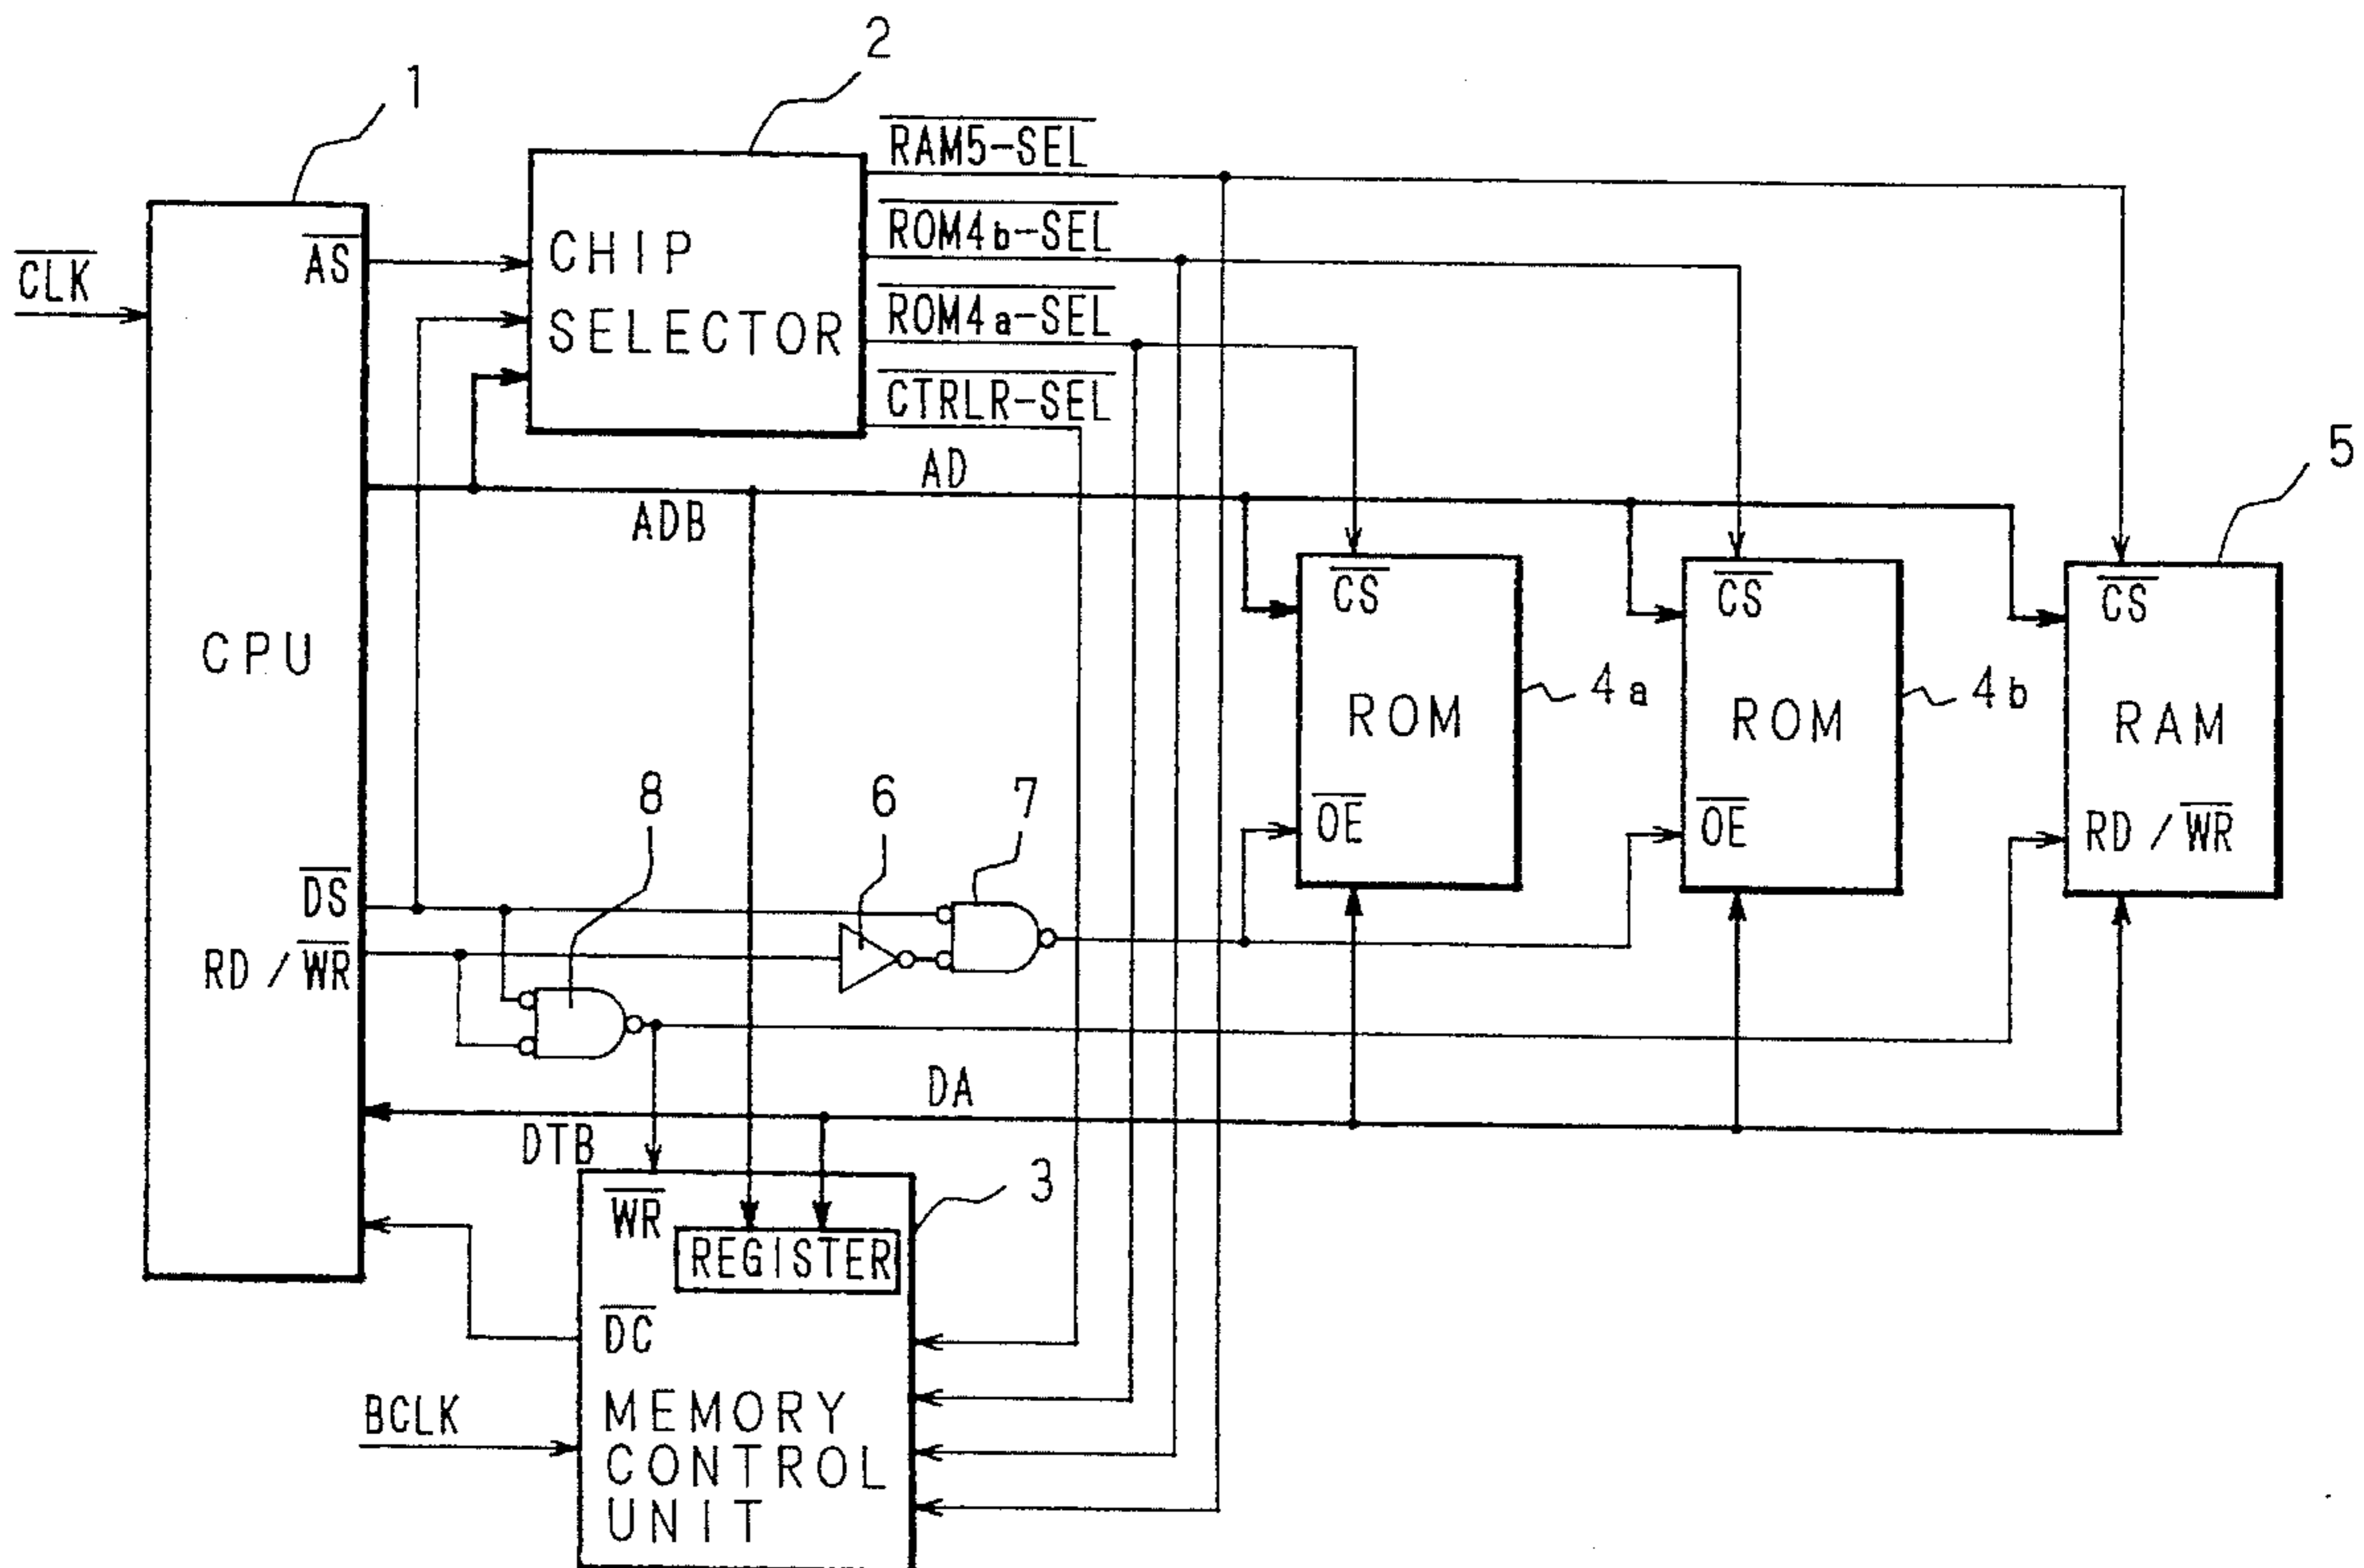 1
2
CLK
AS
CHIP
SELECTOR
RAM5-SEL
ROM4b-SEL
ROM4a-SEL
CTRLR-SEL
AD
ADB
5
CPU
CS
ROM
OE
4a
CS
ROM
OE
4b
CS
RAM
RD/WR
8
6
7
DS
RD/WR
DA
DTB
3
WR
REGISTER
DC
BCLK
MEMORY
CONTROL
UNIT